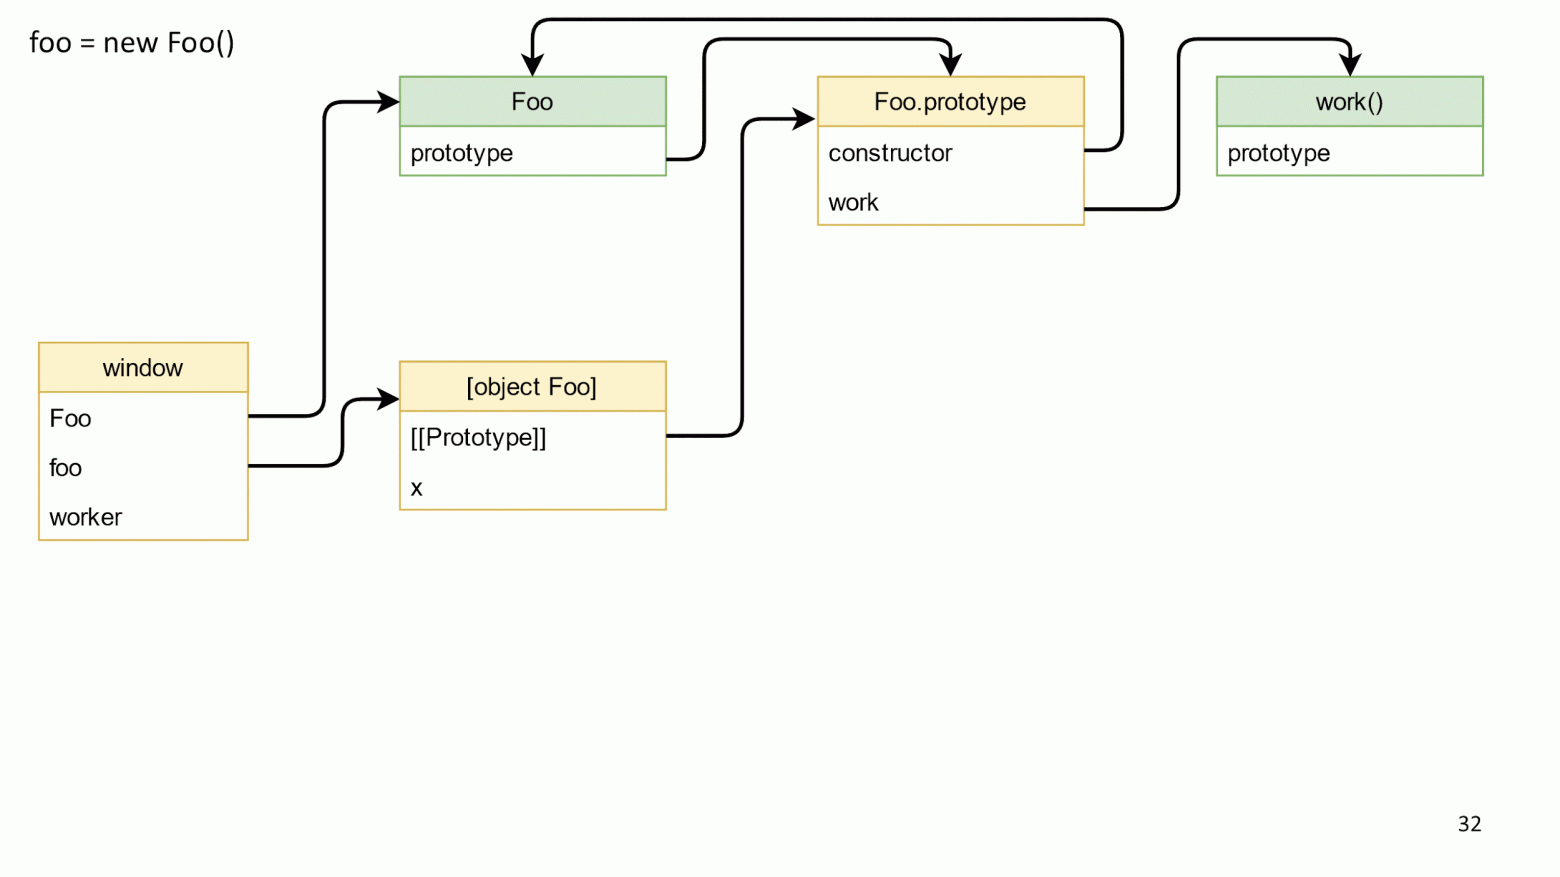 foo = new Foo()
Foo
prototype
Foo.prototype
constructor
work
work()
prototype
window
Foo
foo
worker
[object Foo]
[[Prototype]]
x
32